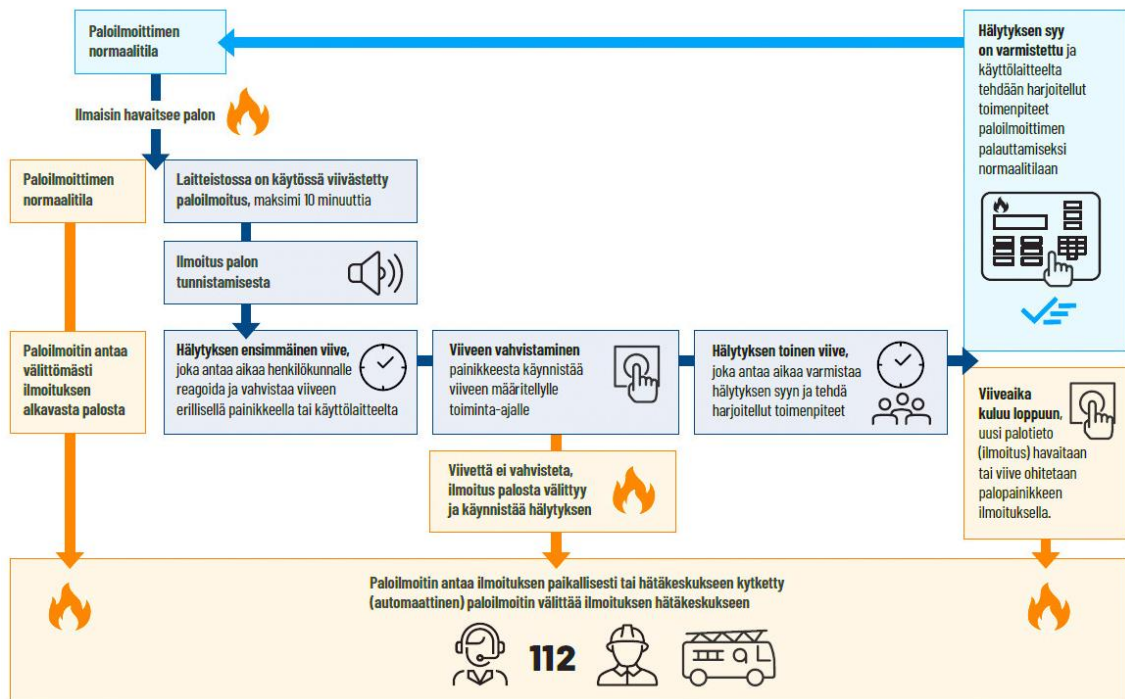 Paloilmoittimen
normaalitila
Ilmaisin havaitsee palon
Hälytyksen syy
on varmistettu ja
käyttölaitteelta
tehdään harjoitellut
toimenpiteet
paloilmoittimen
palauttamiseksi
normaalitilaan
Paloilmoittimen
normaalitila
Laitteistossa on käytössä viivästetty
paloilmoitus, maksimi 10 minuuttia
Ilmoitus palon
tunnistamisesta
Paloilmoitin antaa
välittömästi
ilmoituksen
alkavasta palosta
Hälytyksen ensimmäinen viive,
joka antaa aikaa henkilökunnalle
reagoida ja vahvistaa viiveen
erillisellä painikkeella tai käyttölaitteelta
Viiveen vahvistaminen
painikkeesta käynnistää
viiveen määritellylle
toiminta-ajalle
Hälytyksen toinen viive,
joka antaa aikaa varmistaa
hälytyksen syyn ja tehdä
harjoitellut toimenpiteet
Viiveaika
kuluu loppuun,
uusi palotieto
(ilmoitus) havaitaan
tai viive ohitetaan
palopainikkeen
ilmoituksella.
Viivettä ei vahvisteta,
ilmoitus palosta välittyy
ja käynnistää hälytyksen
Paloilmoitin antaa ilmoituksen paikallisesti tai hätäkeskukseen kytketty
(automaattinen) paloilmoitin välittää ilmoituksen hätäkeskukseen
112